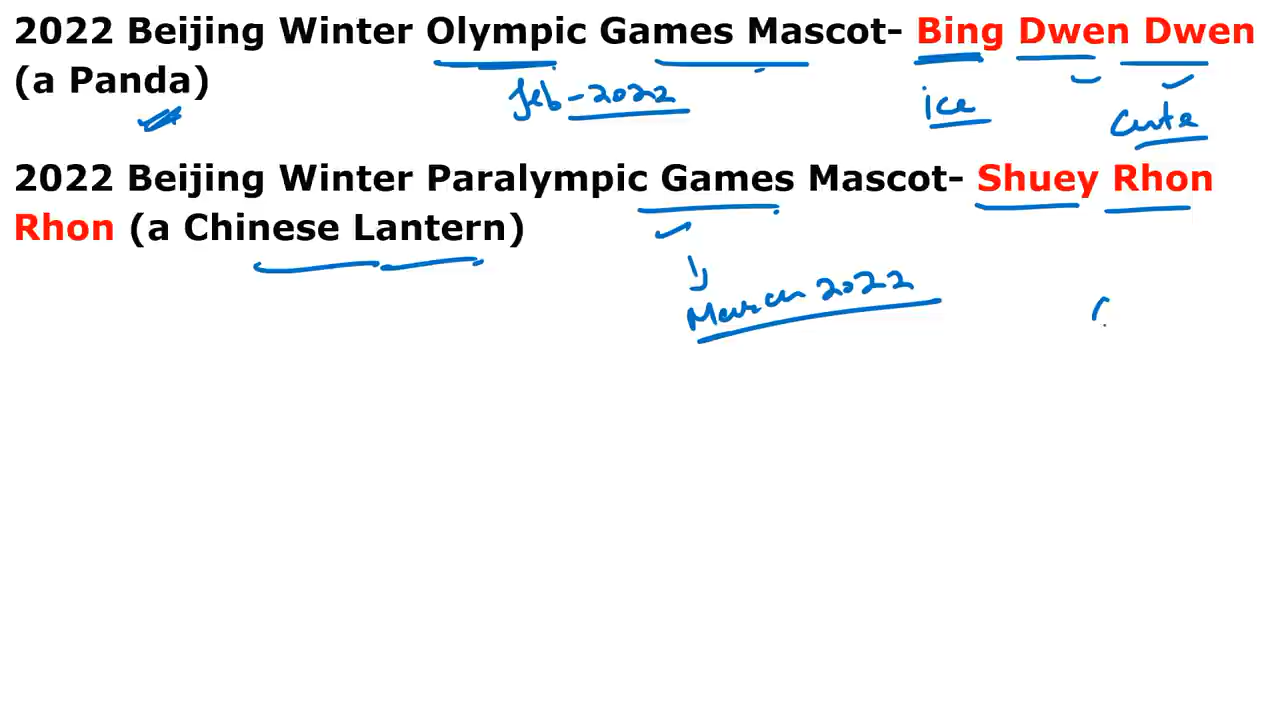 2022 Beijing Winter Olympic Games Mascot- Bing Dwen Dwen
(a Panda)
feb-2022
ice
cute
2022 Beijing Winter Paralympic Games Mascot- Shuey Rhon
Rhon (a Chinese Lantern)
March 2022